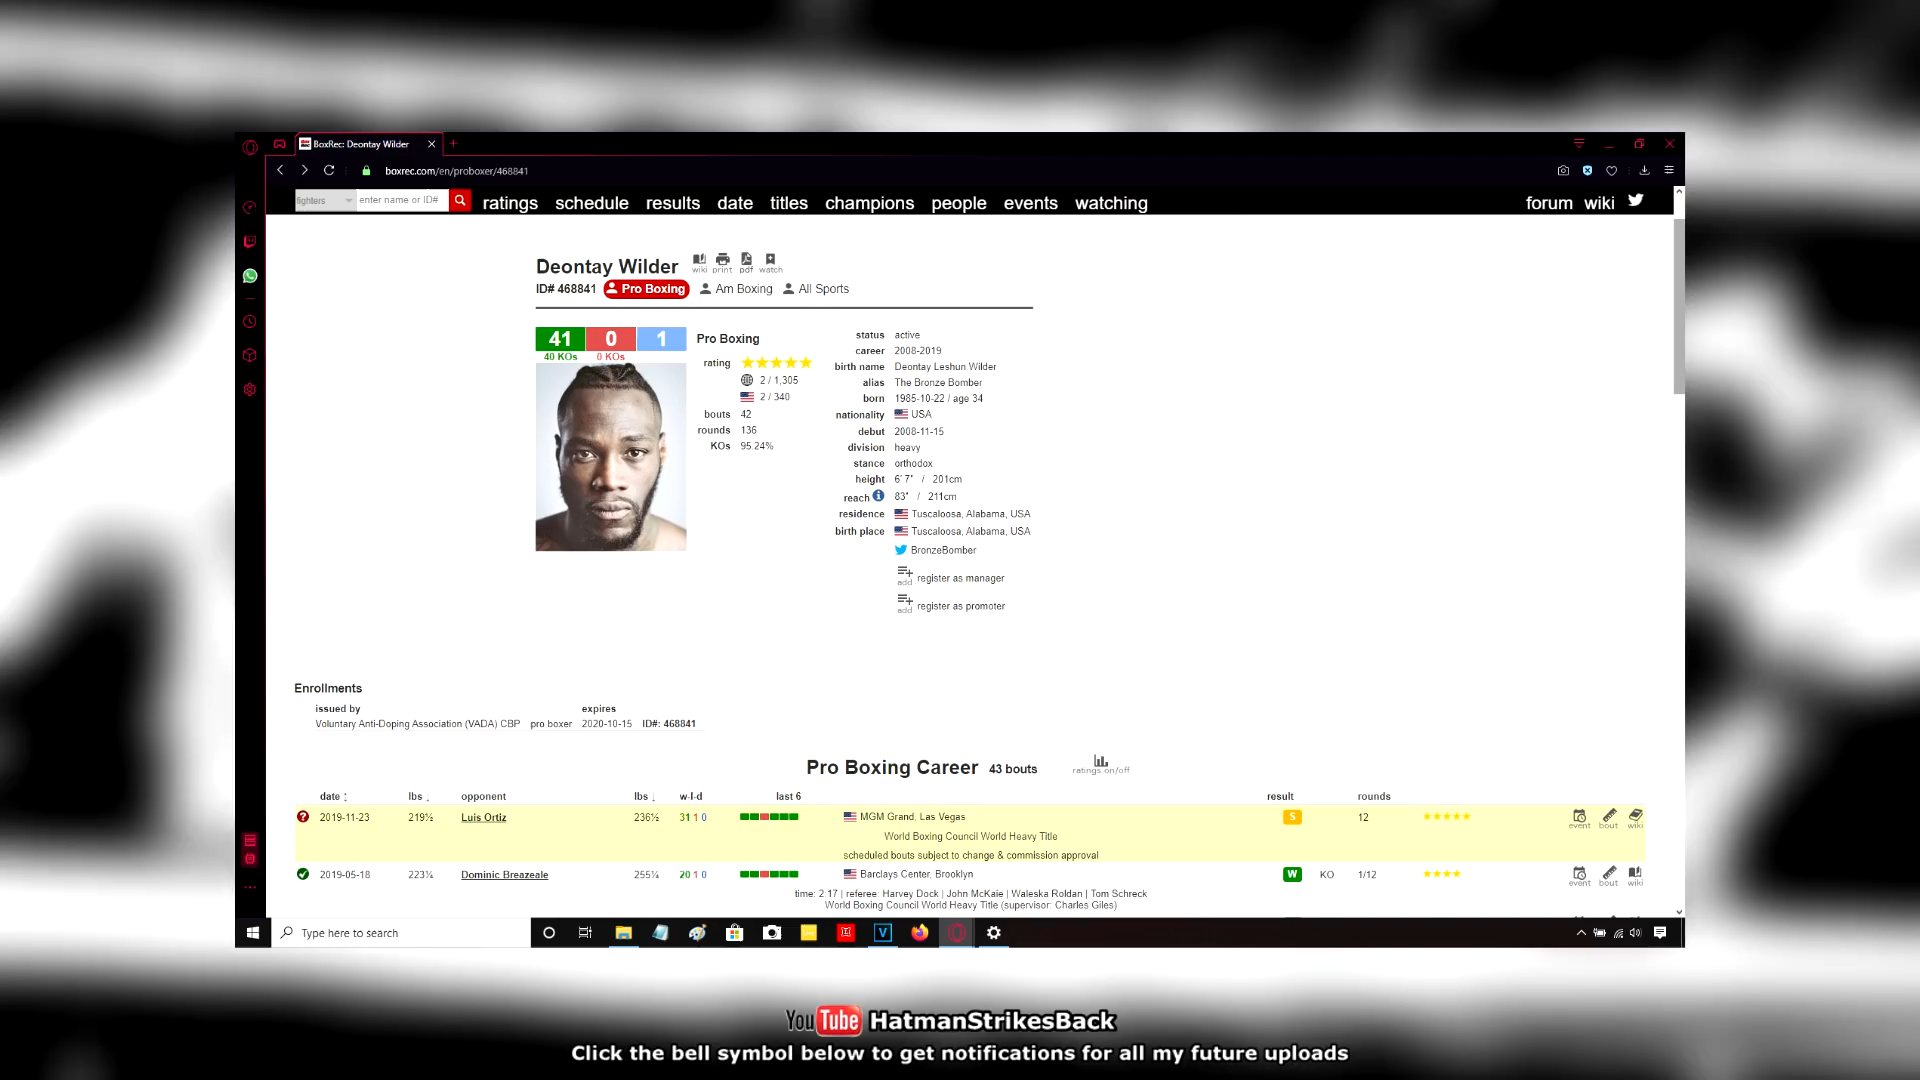 BoxRec: Deontay Wilder
boxrec.com/en/proboxer/468841
fighters enter name or ID# ratings schedule results date titles champions people events watching forum wiki
Deontay Wilder wiki print pdf watch
ID# 468841 Pro Boxing Am Boxing All Sports
41 0 1
40 KOs 0 KOs
Pro Boxing
rating
2 / 1,305
2 / 340
bouts 42
rounds 136
KOs 95.24%
status active
career 2008-2019
birth name Deontay Leshun Wilder
alias The Bronze Bomber
born 1985-10-22 / age 34
nationality USA
debut 2008-11-15
division heavy
stance orthodox
height 6′ 7″ / 201cm
reach 83″ / 211cm
residence Tuscaloosa, Alabama, USA
birth place Tuscaloosa, Alabama, USA
BronzeBomber
add register as manager
add register as promoter
Enrollments
issued by expires
Voluntary Anti-Doping Association (VADA) CBP pro boxer 2020-10-15 ID#: 468841
Pro Boxing Career 43 bouts ratings on/off
date lbs opponent lbs w-l-d last 6 result rounds
2019-11-23 219½ Luis Ortiz 236½ 31 1 0 MGM Grand, Las Vegas S 12 event bout wiki
World Boxing Council World Heavy Title
scheduled bouts subject to change & commission approval
2019-05-18 223¼ Dominic Breazeale 255¼ 20 1 0 Barclays Center, Brooklyn W KO 1/12 event bout wiki
time: 2:17 | referee: Harvey Dock | John McKaie | Waleska Roldan | Tom Schreck
World Boxing Council World Heavy Title (supervisor: Charles Giles)
Type here to search
YouTube HatmanStrikesBack
Click the bell symbol below to get notifications for all my future uploads